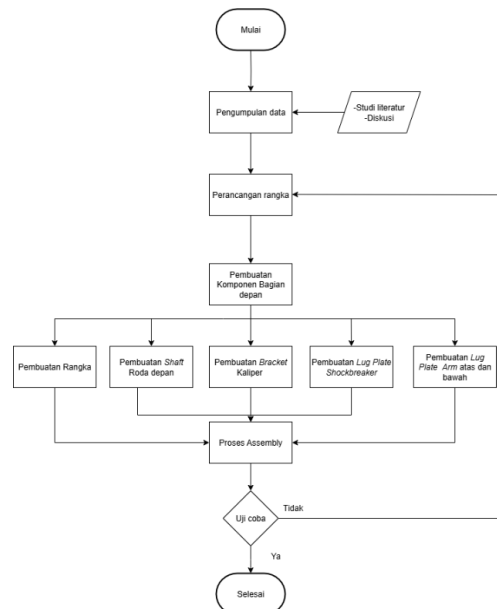 Mulai
Pengumpulan data
-Studi literatur
-Diskusi
Perancangan rangka
Pembuatan
Komponen Bagian
depan
Pembuatan Rangka
Pembuatan Shaft
Roda depan
Pembuatan Bracket
Kaliper
Pembuatan Lug Plate
Shockbreaker
Pembuatan Lug
Plate Arm atas dan
bawah
Proses Assembly
Uji coba
Tidak
Ya
Selesai